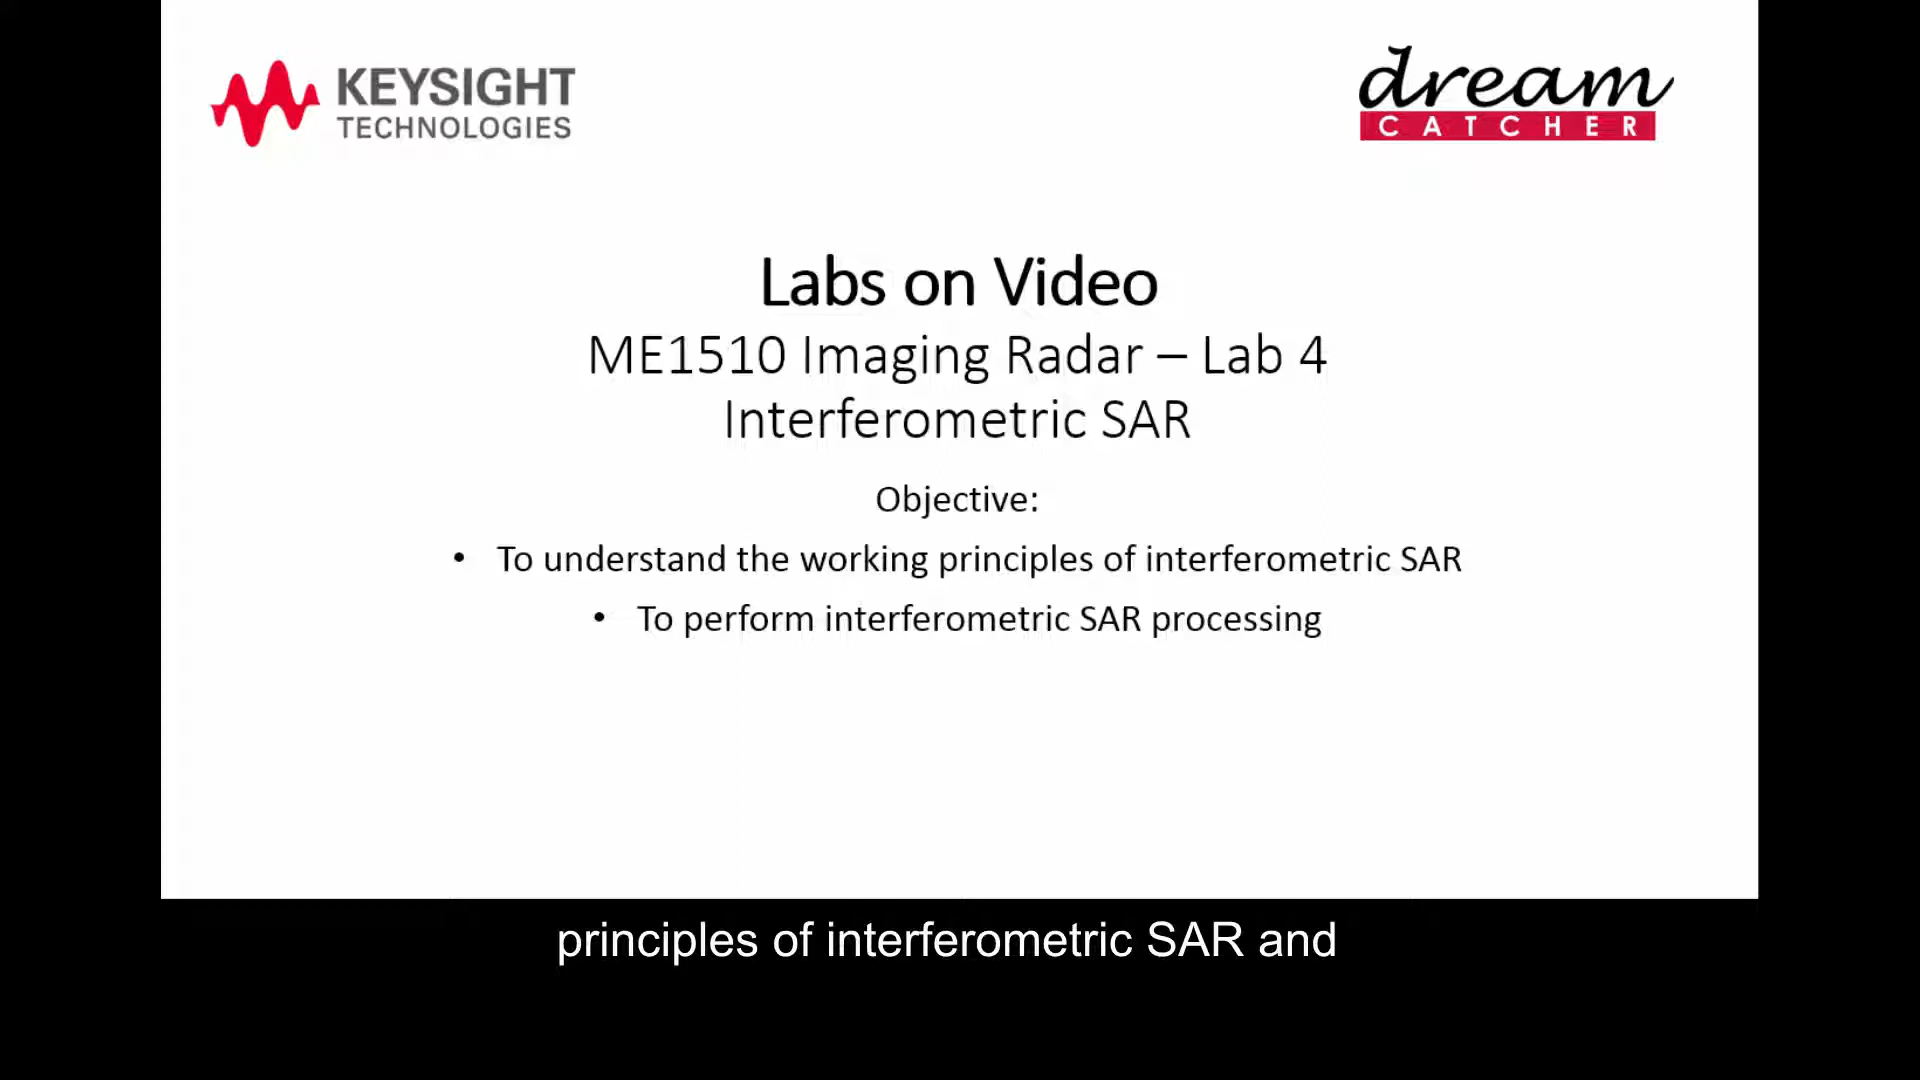 KEYSIGHT
TECHNOLOGIES
dream
CATCHER
Labs on Video
ME1510 Imaging Radar – Lab 4
Interferometric SAR
Objective:
• To understand the working principles of interferometric SAR
• To perform interferometric SAR processing
principles of interferometric SAR and